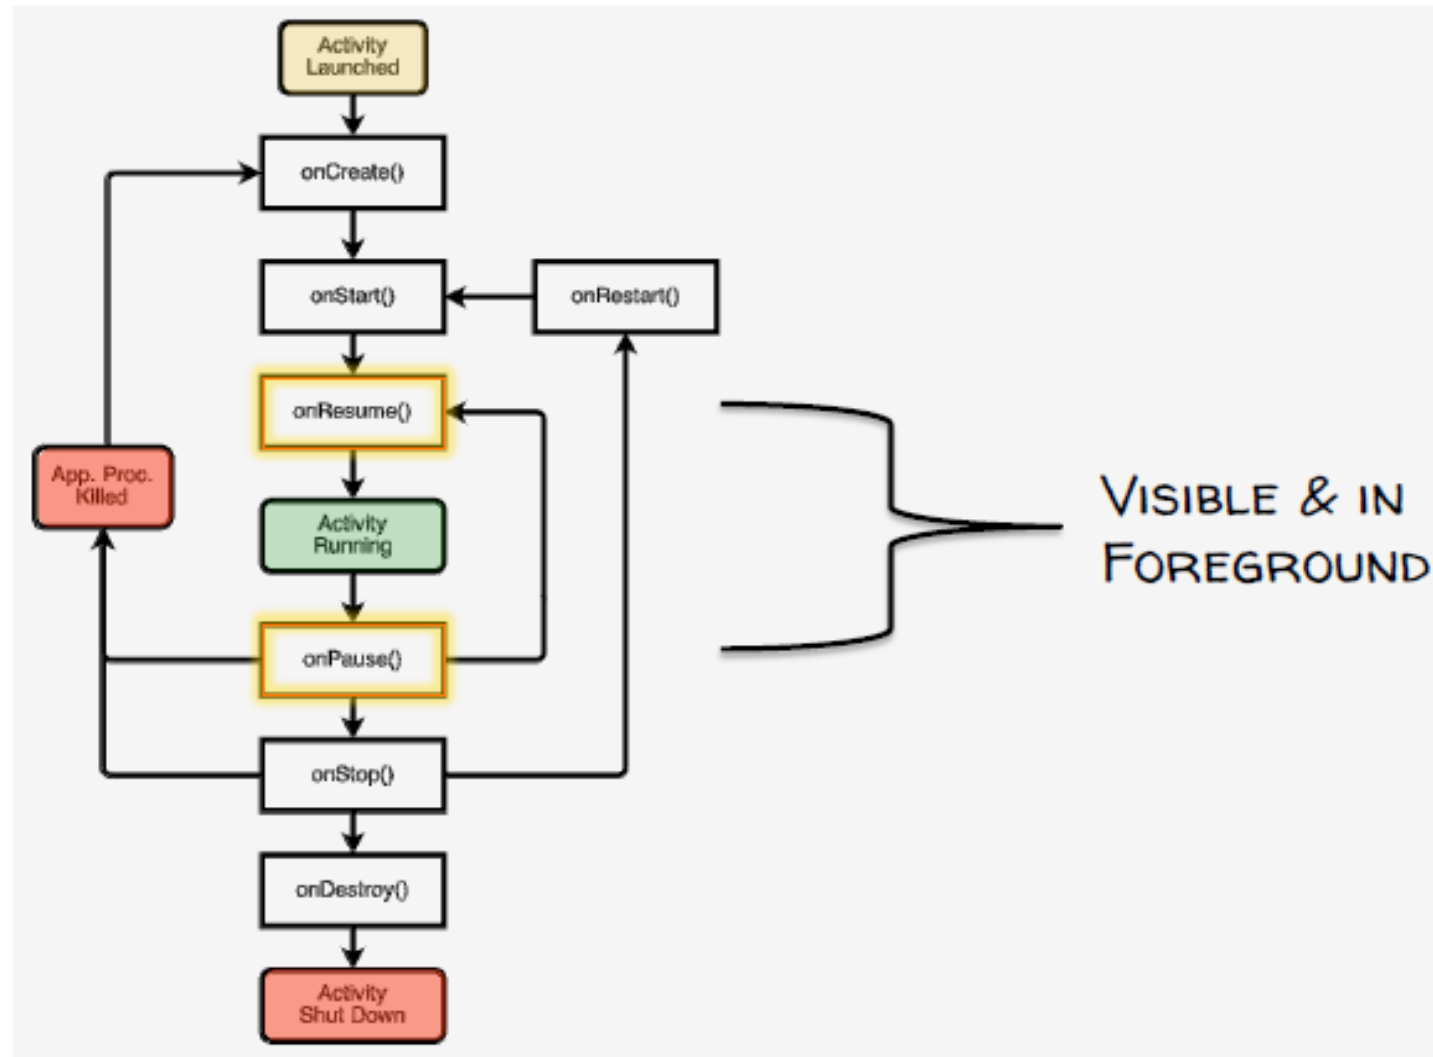 Activity
Launched
onCreate()
onStart()
onRestart()
onResume()
App. Proc.
Killed
Activity
Running
VISIBLE & IN
FOREGROUND
onPause()
onStop()
onDestroy()
Activity
Shut Down